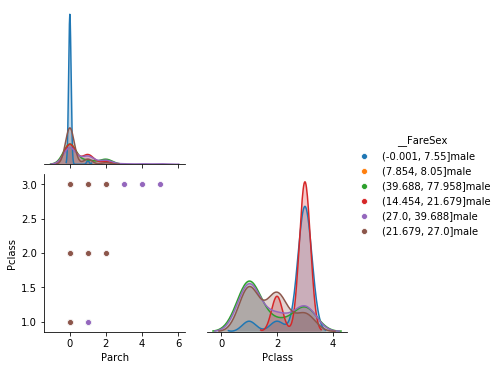 __FareSex
(-0.001, 7.55]male
(7.854, 8.05]male
(39.688, 77.958]male
(14.454, 21.679]male
(27.0, 39.688]male
(21.679, 27.0]male
3.0
2.5
2.0
1.5
1.0
Pclass
0 2 4 6
Parch
0 2 4
Pclass